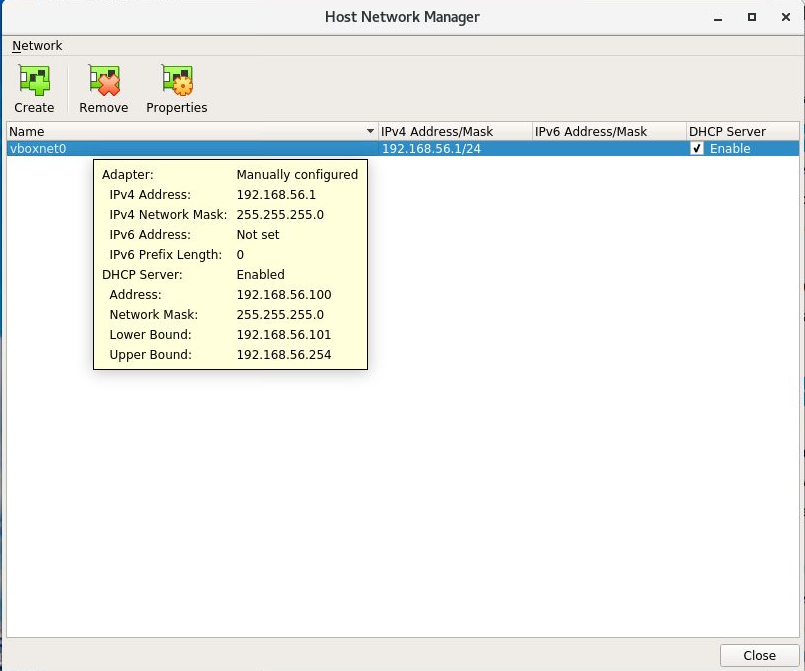 Host Network Manager
Network
Create Remove Properties
Name IPv4 Address/Mask IPv6 Address/Mask DHCP Server
vboxnet0 192.168.56.1/24 Enable
Adapter: Manually configured
IPv4 Address: 192.168.56.1
IPv4 Network Mask: 255.255.255.0
IPv6 Address: Not set
IPv6 Prefix Length: 0
DHCP Server: Enabled
Address: 192.168.56.100
Network Mask: 255.255.255.0
Lower Bound: 192.168.56.101
Upper Bound: 192.168.56.254
Close